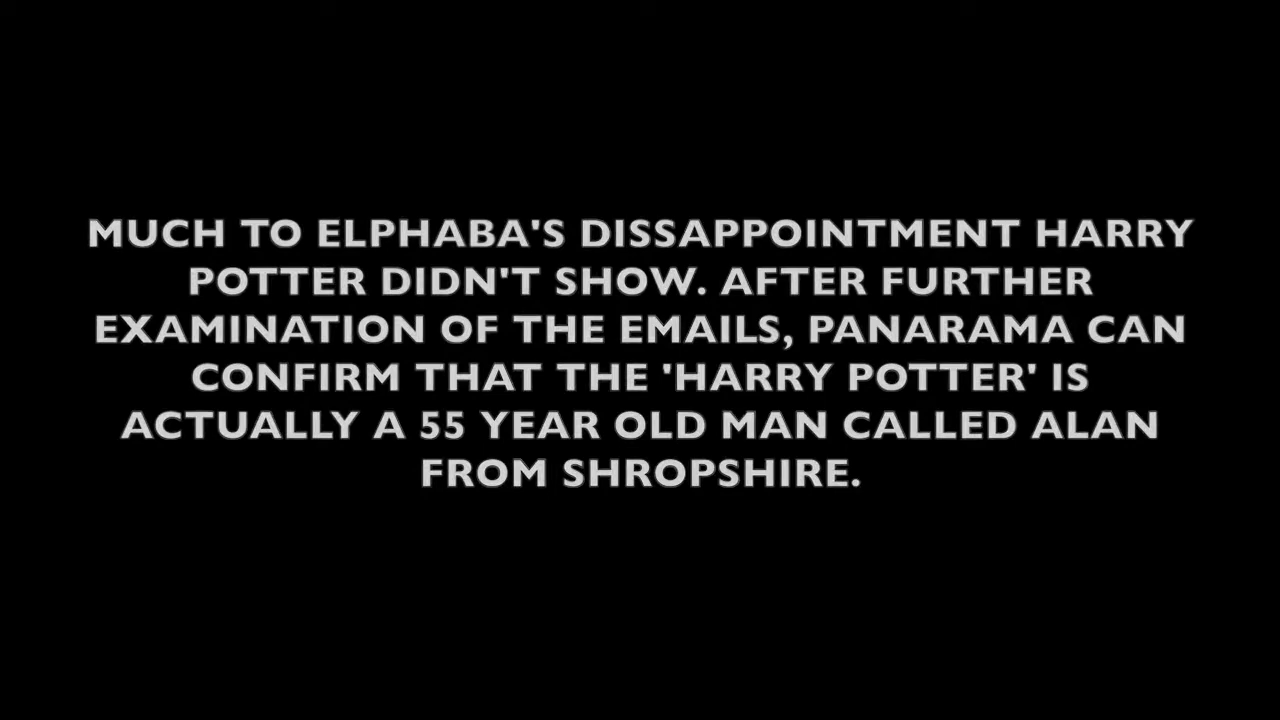 MUCH TO ELPHABA'S DISSAPPOINTMENT HARRY
POTTER DIDN'T SHOW. AFTER FURTHER
EXAMINATION OF THE EMAILS, PANARAMA CAN
CONFIRM THAT THE 'HARRY POTTER' IS
ACTUALLY A 55 YEAR OLD MAN CALLED ALAN
FROM SHROPSHIRE.